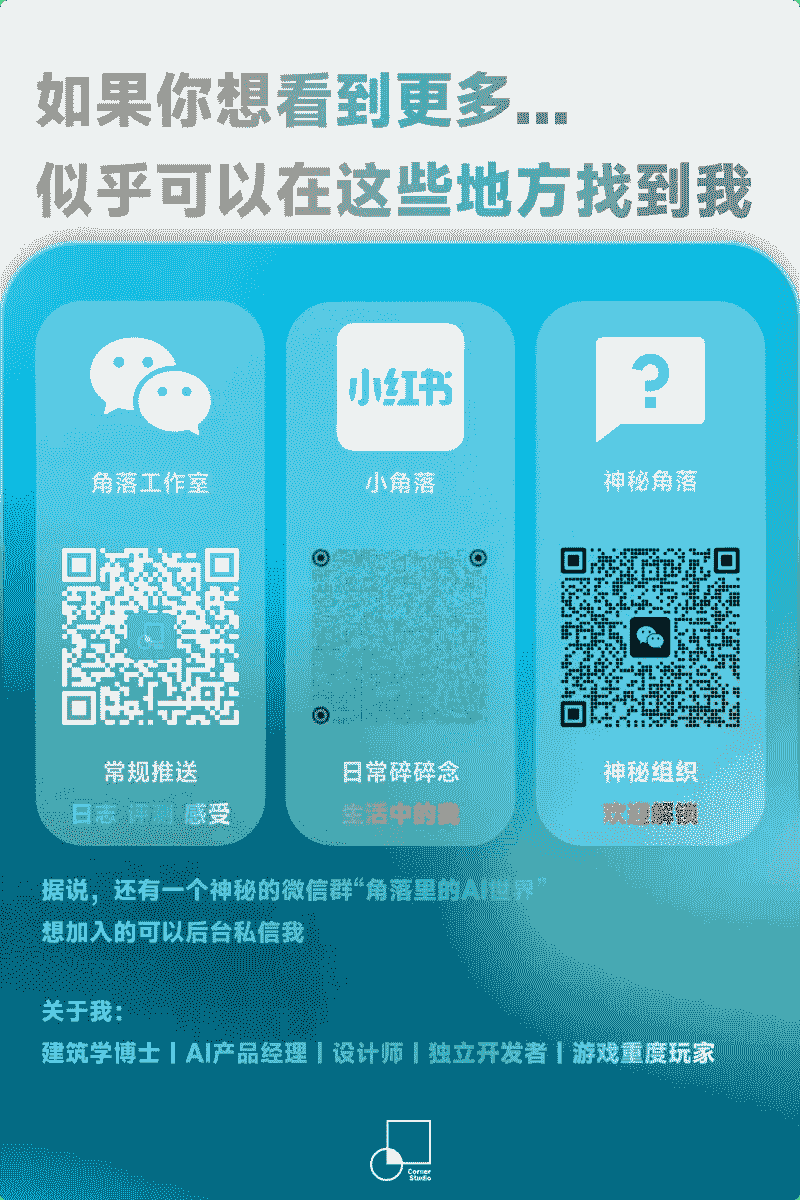 如果你想看到更多...
似乎可以在这些地方找到我
小红书
?
角落工作室
小角落
神秘角落
常规推送
日常碎碎念
神秘组织
日志 评测 感受
生活中的我
欢迎解锁
据说，还有一个神秘的微信群“角落里的AI世界”
想加入的可以后台私信我
关于我：
建筑学博士丨AI产品经理丨设计师丨独立开发者丨游戏重度玩家
Corner
Studio